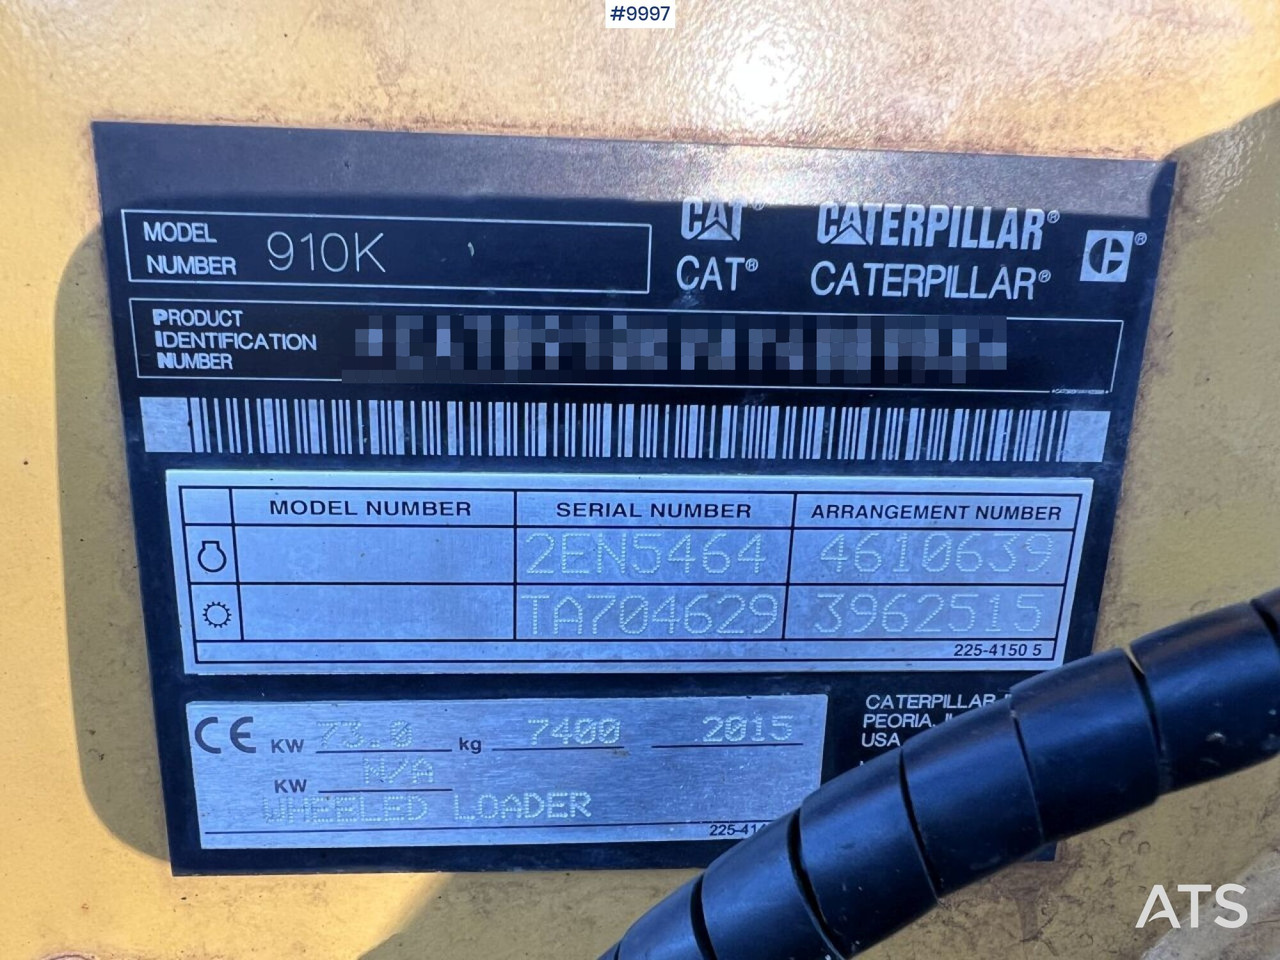 #9997
MODEL NUMBER 910K
CAT® CATERPILLAR® ®
CAT® CATERPILLAR®
PRODUCT
IDENTIFICATION
NUMBER
MODEL NUMBER SERIAL NUMBER ARRANGEMENT NUMBER
2EN5464 4610639
TA704629 3962515
225-4150 5
CE KW 73.0 kg 7400 2015
KW N/A
WHEELED LOADER
CATERPILLAR
PEORIA,
USA
ATS